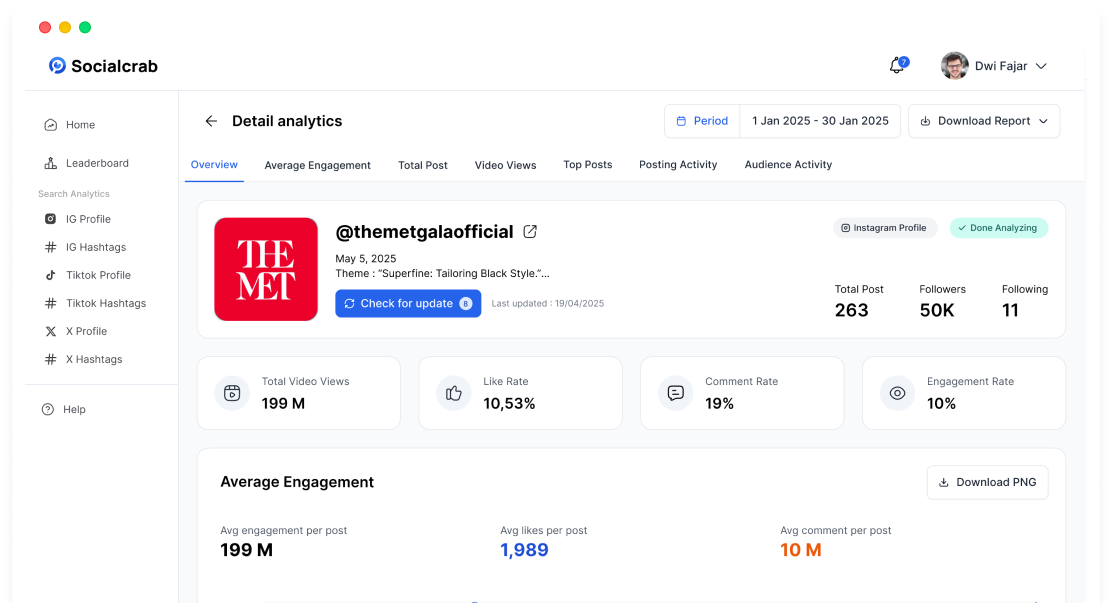 Socialcrab
7
Dwi Fajar
Home
Leaderboard
Search Analytics
IG Profile
IG Hashtags
Tiktok Profile
Tiktok Hashtags
X Profile
X Hashtags
Help
Detail analytics
Period
1 Jan 2025 - 30 Jan 2025
Download Report
Overview
Average Engagement
Total Post
Video Views
Top Posts
Posting Activity
Audience Activity
THE
MET
@themetgalaofficial
May 5, 2025
Theme : “Superfine: Tailoring Black Style.”...
Check for update 8
Last updated : 19/04/2025
Instagram Profile
Done Analyzing
Total Post
263
Followers
50K
Following
11
Total Video Views
199 M
Like Rate
10,53%
Comment Rate
19%
Engagement Rate
10%
Average Engagement
Download PNG
Avg engagement per post
199 M
Avg likes per post
1,989
Avg comment per post
10 M